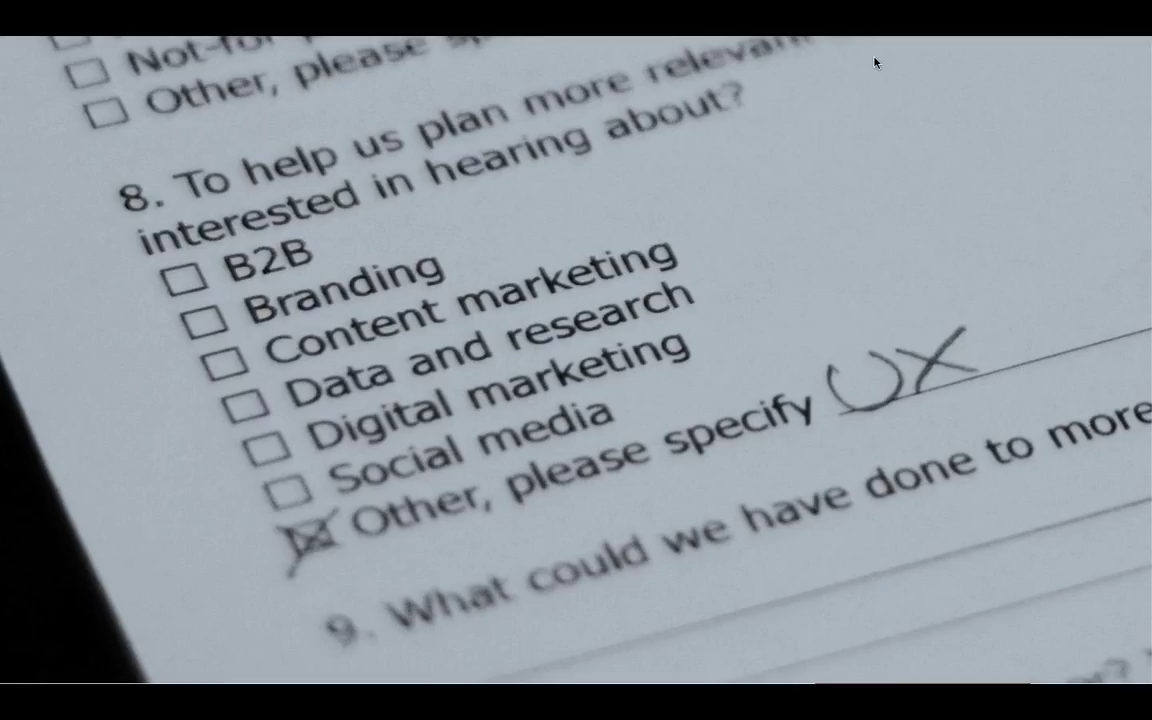 Other, please
8. To help us plan more relevant
interested in hearing about?
B2B
Branding
Content marketing
Data and research
Digital marketing
Social media
Other, please specify UX
9. What could we have done to more